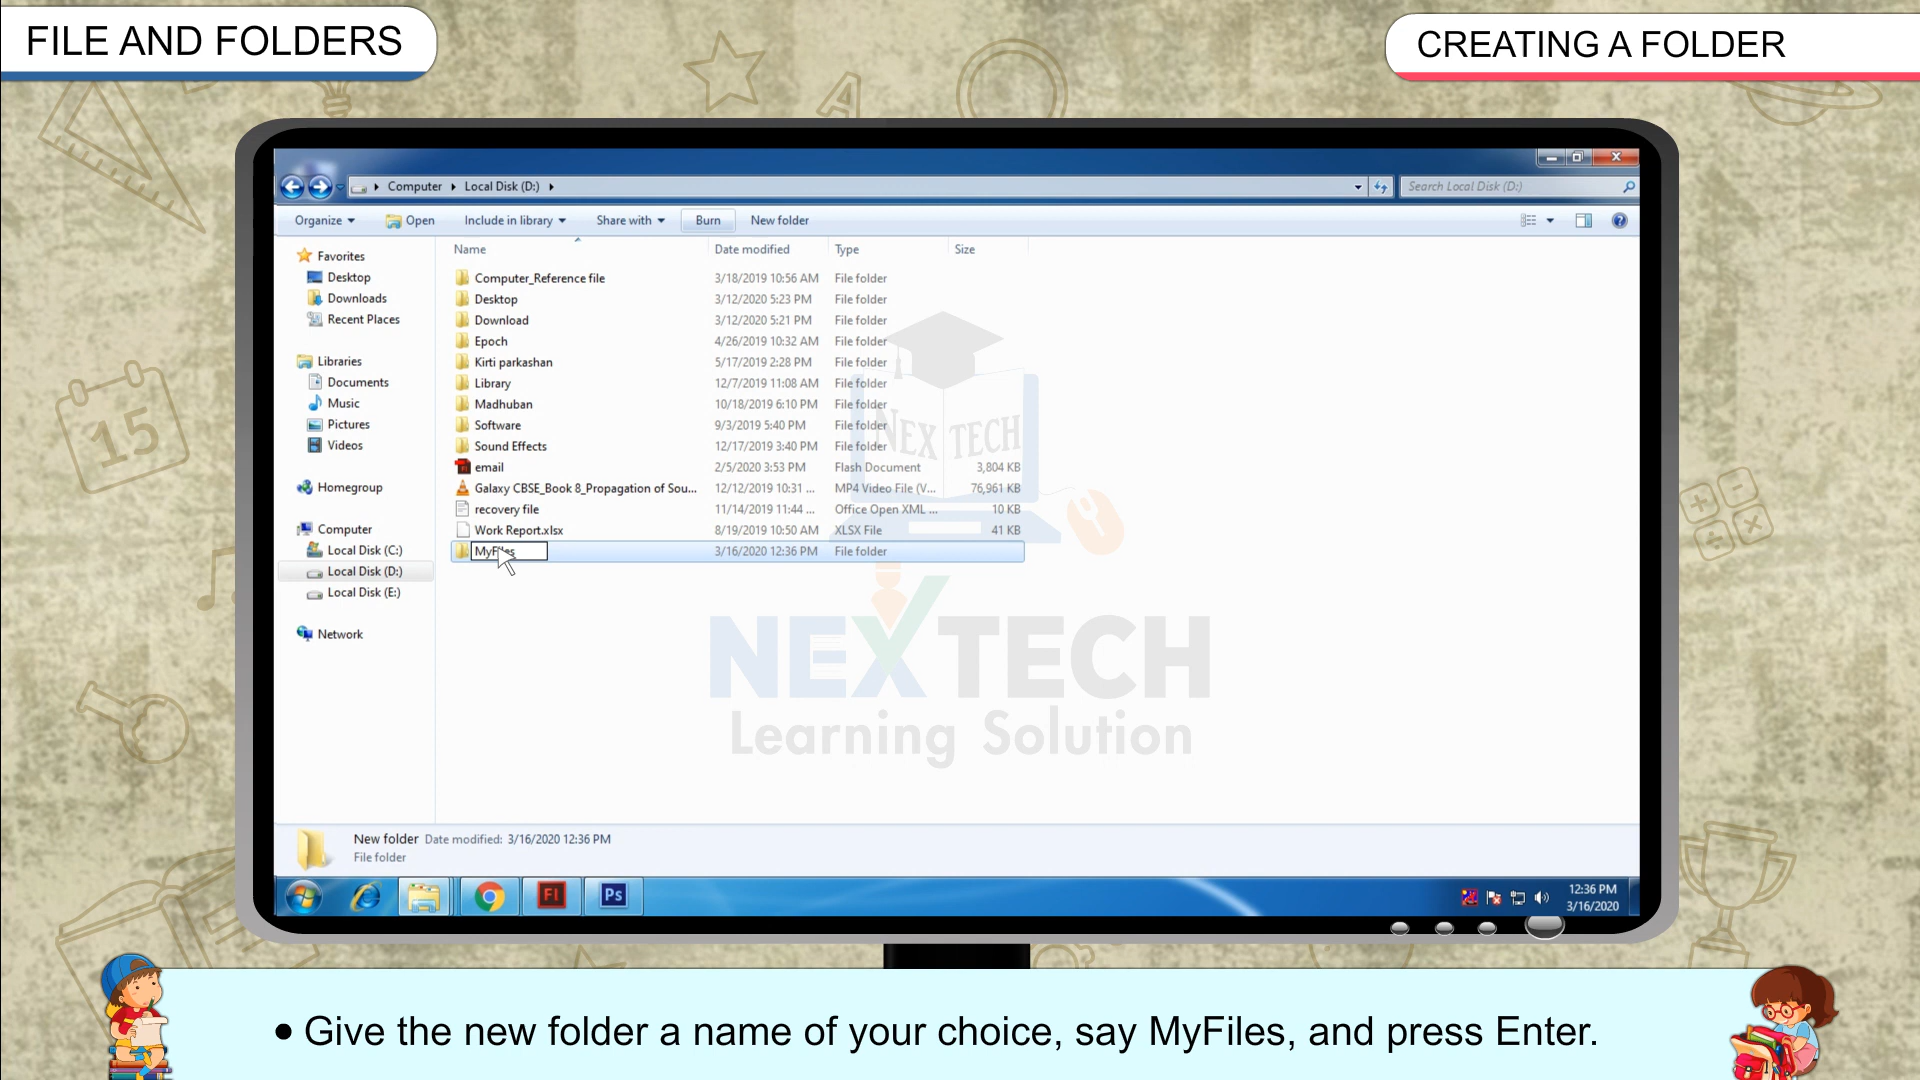 FILE AND FOLDERS
CREATING A FOLDER
Computer Local Disk (D:)
Search Local Disk (D:)
Organize Open Include in library Share with Burn New folder
Name Date modified Type Size
Favorites
Desktop
Downloads
Recent Places
Libraries
Documents
Music
Pictures
Videos
Homegroup
Computer
Local Disk (C:)
Local Disk (D:)
Local Disk (E:)
Network
Computer_Reference file 3/18/2019 10:56 AM File folder
Desktop 3/12/2020 5:23 PM File folder
Download 3/12/2020 5:21 PM File folder
Epoch 4/26/2019 10:32 AM File folder
Kirti parkashan 5/17/2019 2:28 PM File folder
Library 12/7/2019 11:08 AM File folder
Madhuban 10/18/2019 6:10 PM File folder
Software 9/3/2019 5:40 PM File folder
Sound Effects 12/17/2019 3:40 PM File folder
email 2/5/2020 3:53 PM Flash Document 3,804 KB
Galaxy CBSE_Book 8_Propagation of Sou... 12/12/2019 10:31 ... MP4 Video File (V... 76,961 KB
recovery file 11/14/2019 11:44 ... Office Open XML ... 10 KB
Work Report.xlsx 8/19/2019 10:50 AM XLSX File 41 KB
MyFiles 3/16/2020 12:36 PM File folder
NEX TECH
NEXTECH
Learning Solution
New folder Date modified: 3/16/2020 12:36 PM
File folder
Fl
Ps
12:36 PM
3/16/2020
15
A
• Give the new folder a name of your choice, say MyFiles, and press Enter.